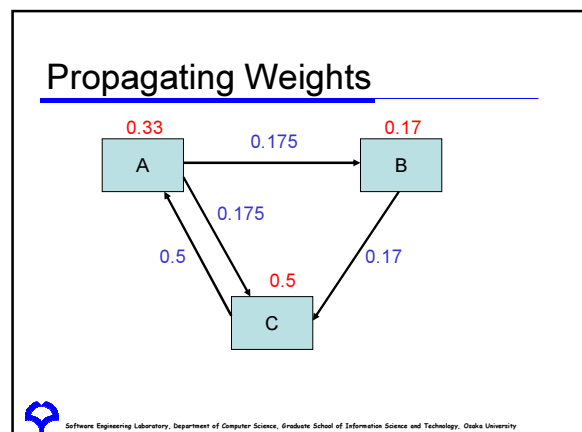 Propagating Weights
0.33
0.17
A
0.175
B
0.175
0.5
0.17
0.5
C
Software Engineering Laboratory, Department of Computer Science, Graduate School of Information Science and Technology, Osaka University